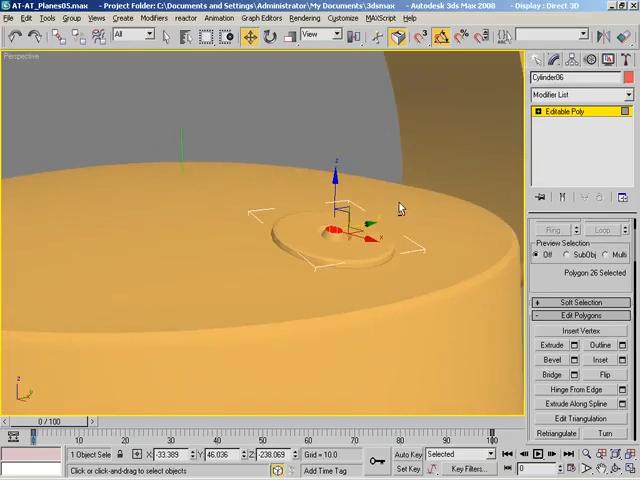 AT-AT_Planes05.max - Project Folder: C:\Documents and Settings\Administrator\My Documents\3dsmax - Autodesk 3ds Max 2008 - Display : Direct 3D
File Edit Tools Group Views Create Modifiers reactor Animation Graph Editors Rendering Customize MAXScript Help
All View
Perspective
Cylinder06
Modifier List
Editable Poly
Ring Loop
Preview Selection
Off SubObj Multi
Polygon 26 Selected
+ Soft Selection
- Edit Polygons
Insert Vertex
Extrude Outline
Bevel Inset
Bridge Flip
Hinge From Edge
Extrude Along Spline
Edit Triangulation
Retriangulate Turn
z
x
z
0 / 100
0 10 20 30 40 50 60 70 80 90 100
1 Object Sele X: -33.389 Y: 46.036 Z: -238.069 Grid = 10.0 Auto Key Selected
Click or click-and-drag to select objects Add Time Tag Set Key Key Filters... 0